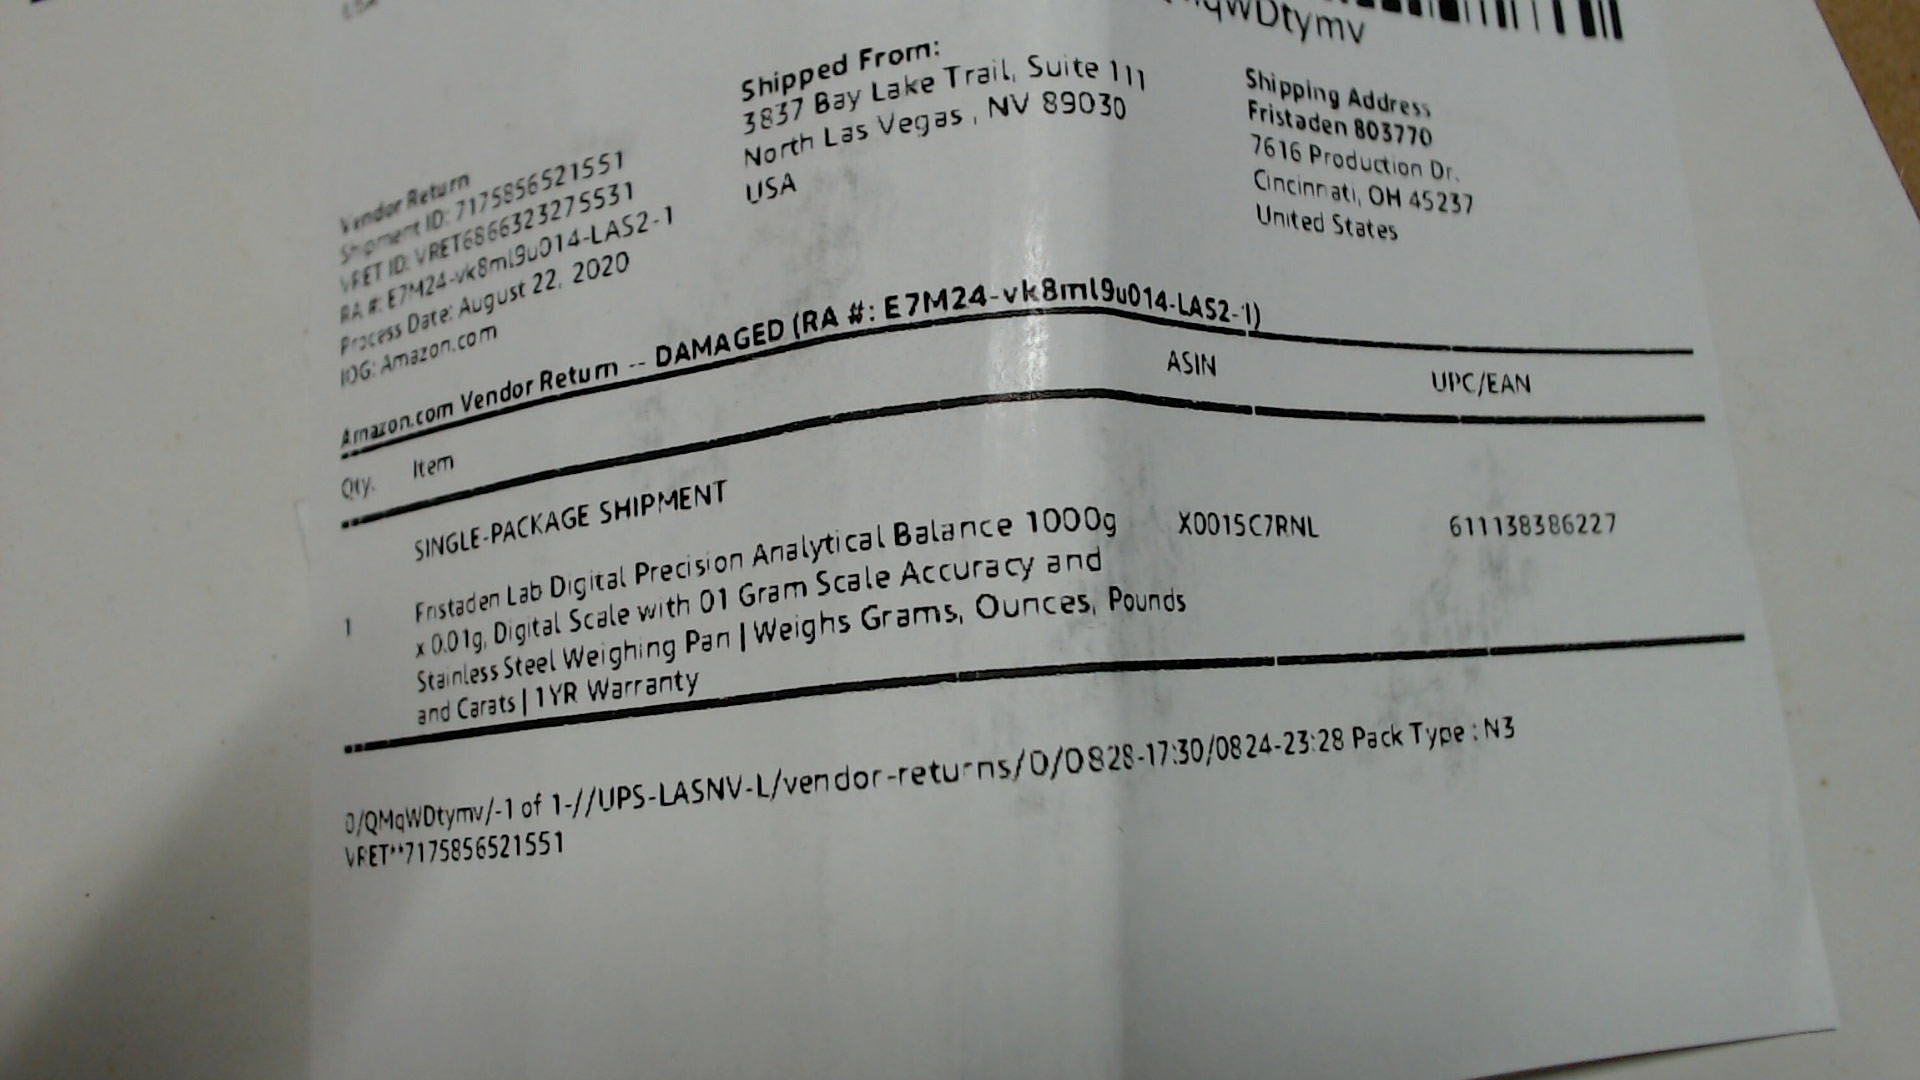 QMqWDtymv
Vendor Return
Shipment ID: 7175856521551
VRET ID: VRET6866323275531
RA #: E7M24-vk8ml9u014-LAS2-1
Process Date: August 22, 2020
IOG: Amazon.com
Shipped From:
3837 Bay Lake Trail, Suite 111
North Las Vegas , NV 89030
USA
Shipping Address
Fristaden 803770
7616 Production Dr.
Cincinnati, OH 45237
United States
Amazon.com Vendor Return -- DAMAGED (RA #: E7M24-vk8ml9u014-LAS2-1)
Qty. Item ASIN UPC/EAN
SINGLE-PACKAGE SHIPMENT
1 Fristaden Lab Digital Precision Analytical Balance 1000g X0015C7RNL 611138386227
x 0.01g, Digital Scale with 01 Gram Scale Accuracy and
Stainless Steel Weighing Pan | Weighs Grams, Ounces, Pounds
and Carats | 1YR Warranty
0/QMqWDtymv/-1 of 1-//UPS-LASNV-L/vendor-returns/0/0828-17:30/0824-23:28 Pack Type : N3
VRET**7175856521551